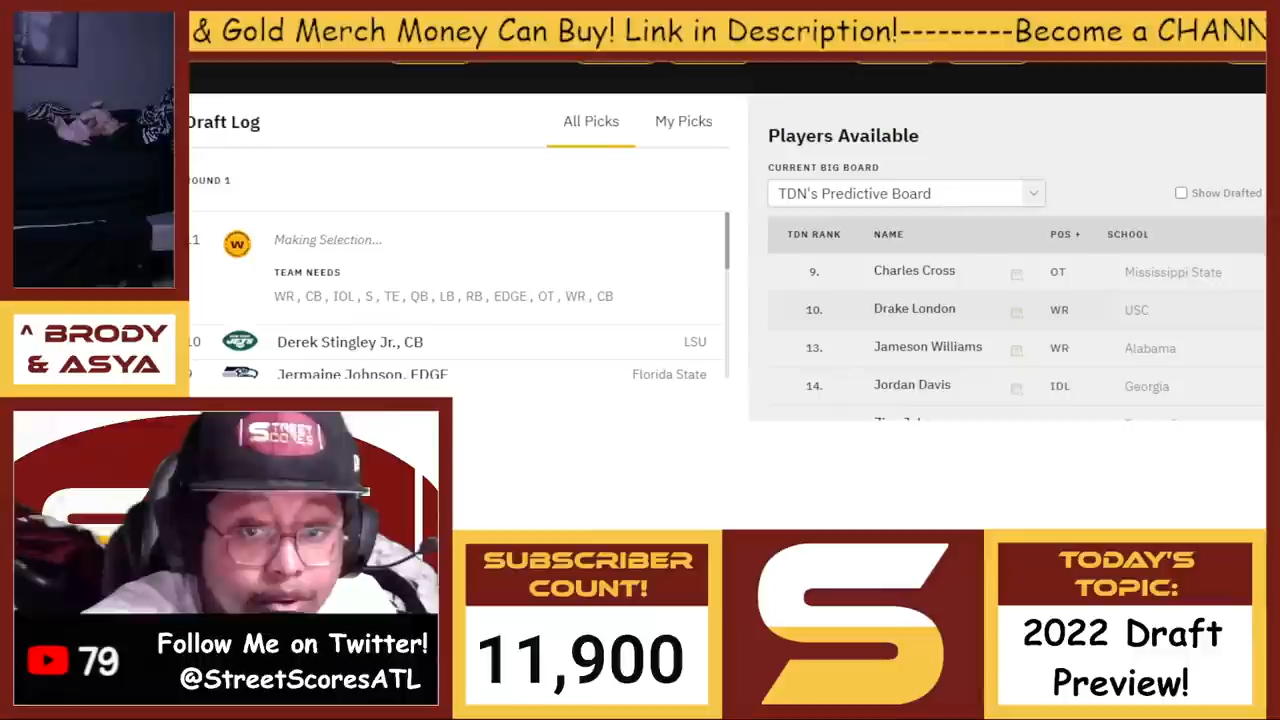 & Gold Merch Money Can Buy! Link in Description!---------Become a CHANN
Draft Log
All Picks
My Picks
OUND 1
W
Making Selection...
TEAM NEEDS
WR , CB , IOL , S , TE , QB , LB , RB , EDGE , OT , WR , CB
10
Derek Stingley Jr., CB
LSU
Jermaine Johnson, EDGE
Florida State
Players Available
CURRENT BIG BOARD
TDN's Predictive Board
Show Drafted
TDN RANK NAME POS + SCHOOL
9. Charles Cross OT Mississippi State
10. Drake London WR USC
13. Jameson Williams WR Alabama
14. Jordan Davis IDL Georgia
^ BRODY
& ASYA
STREET
SCORES
79
Follow Me on Twitter!
@StreetScoresATL
SUBSCRIBER
COUNT!
11,900
S
TODAY'S
TOPIC:
2022 Draft
Preview!